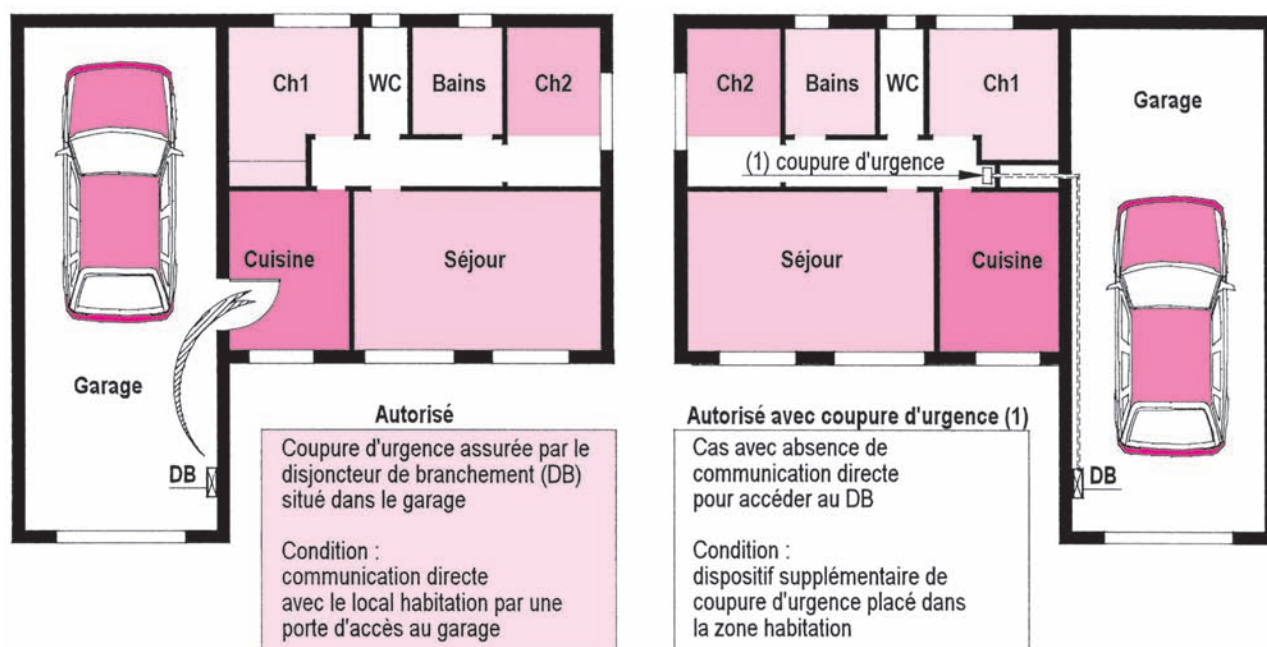 Ch1
WC
Bains
Ch2
Cuisine
Séjour
Garage
DB
Autorisé
Coupure d'urgence assurée par le
disjoncteur de branchement (DB)
situé dans le garage
Condition :
communication directe
avec le local habitation par une
porte d'accès au garage
Ch2
Bains
WC
Ch1
Garage
(1) coupure d'urgence
Séjour
Cuisine
DB
Autorisé avec coupure d'urgence (1)
Cas avec absence de
communication directe
pour accéder au DB
Condition :
dispositif supplémentaire de
coupure d'urgence placé dans
la zone habitation